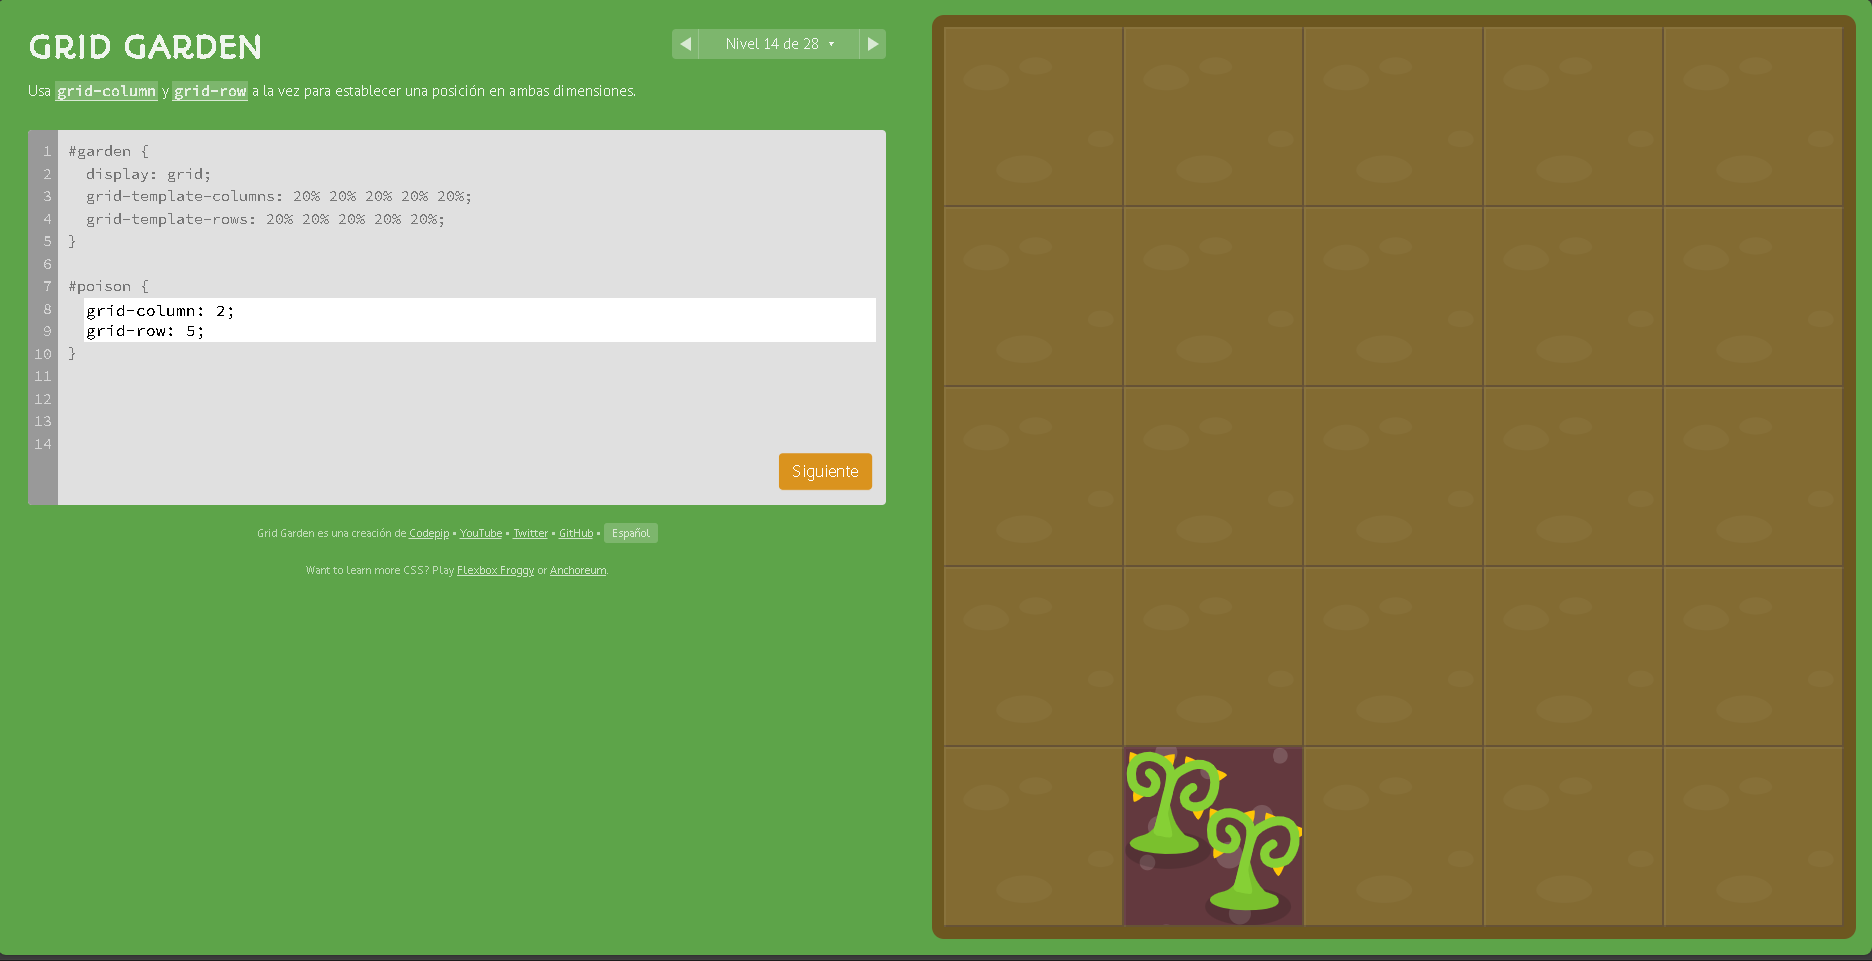 GRID GARDEN
Nivel 14 de 28
Usa grid-column y grid-row a la vez para establecer una posición en ambas dimensiones.
1 #garden {
2 display: grid;
3 grid-template-columns: 20% 20% 20% 20% 20%;
4 grid-template-rows: 20% 20% 20% 20% 20%;
5 }
6
7 #poison {
8 grid-column: 2;
9 grid-row: 5;
10 }
11
12
13
14
Siguiente
Grid Garden es una creación de Codepip • YouTube • Twitter • GitHub • Español
Want to learn more CSS? Play Flexbox Froggy or Anchoreum.